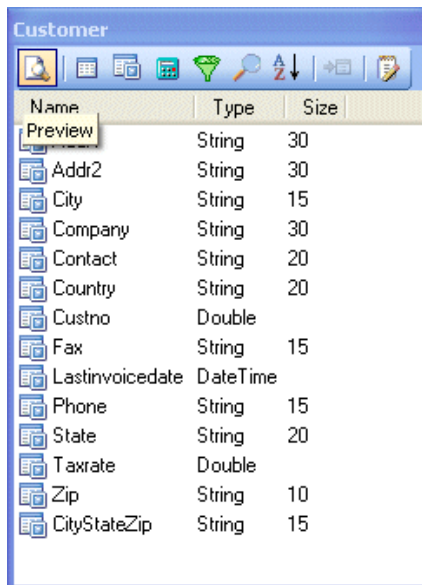 Customer
Name Type Size
Preview
String 30
Addr2 String 30
City String 15
Company String 30
Contact String 20
Country String 20
Custno Double
Fax String 15
Lastinvoicedate DateTime
Phone String 15
State String 20
Taxrate Double
Zip String 10
CityStateZip String 15